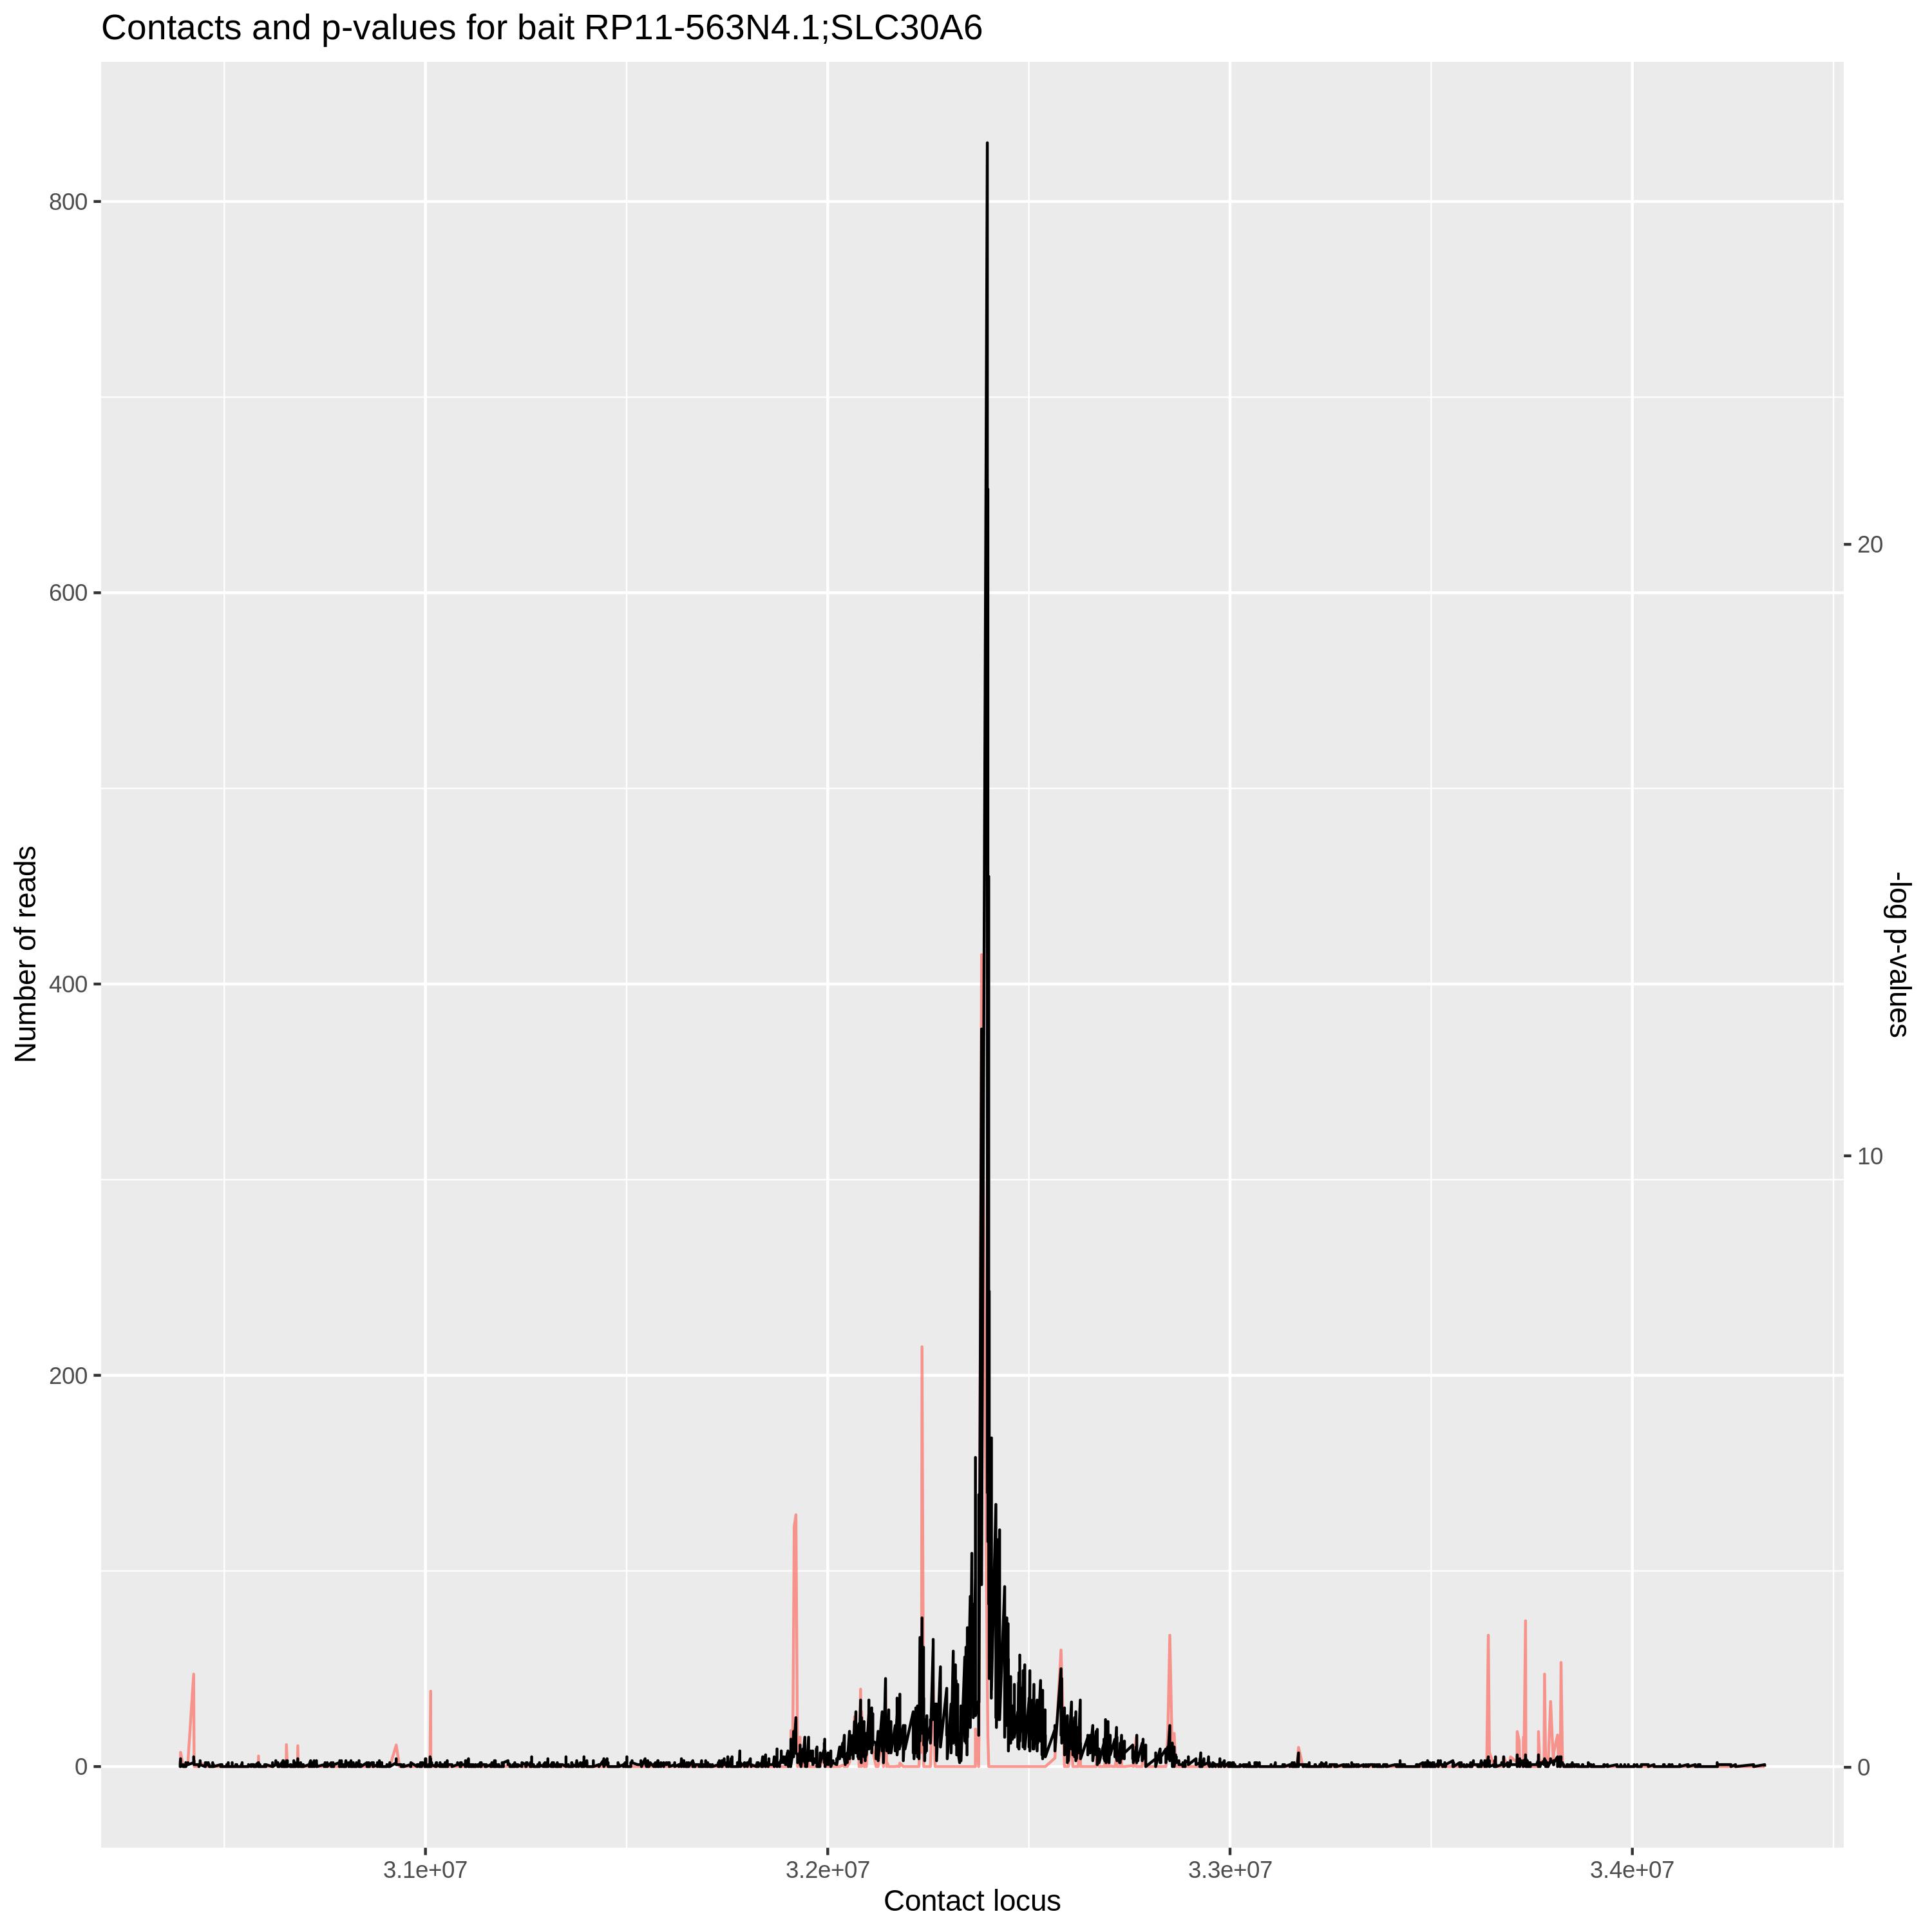 Contacts and p-values for bait RP11-563N4.1;SLC30A6
800
600
400
200
0
Number of reads
20
10
0
-log p-values
3.1e+07
3.2e+07
3.3e+07
3.4e+07
Contact locus